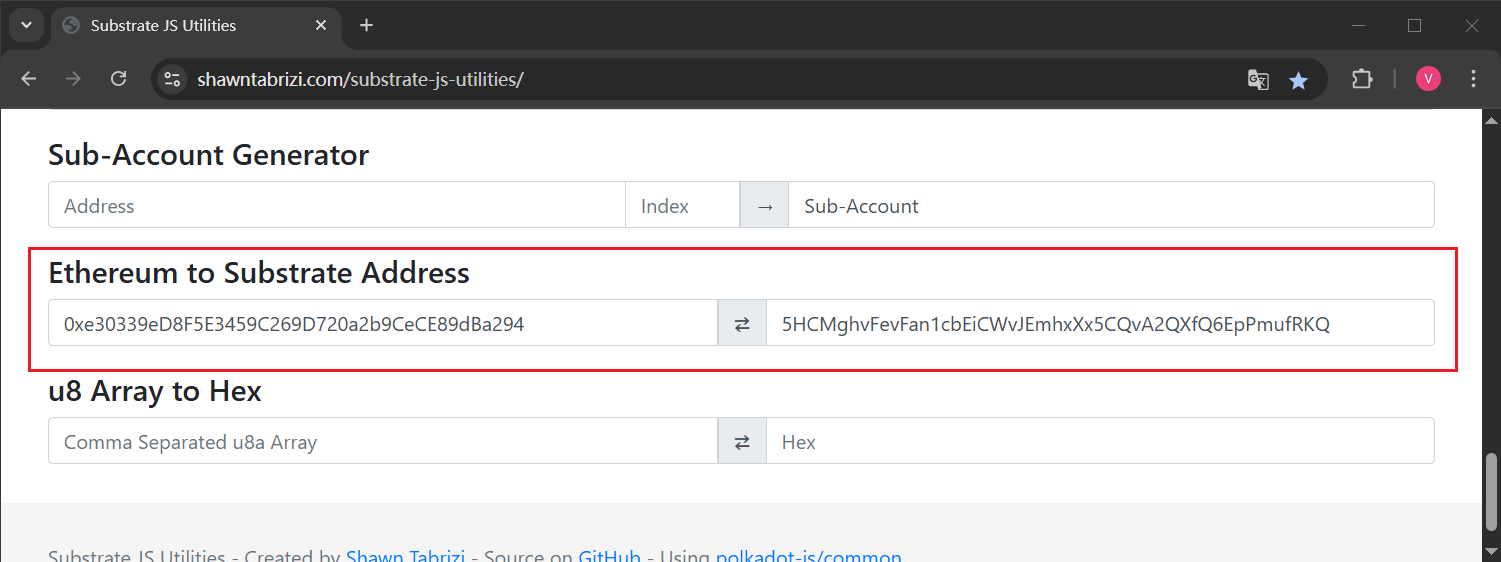 Substrate JS Utilities
shawntabrizi.com/substrate-js-utilities/
V
Sub-Account Generator
Address Index → Sub-Account
Ethereum to Substrate Address
0xe30339eD8F5E3459C269D720a2b9CeCE89dBa294 ⇄ 5HCMghvFevFan1cbEiCWvJEmhxXx5CQvA2QXfQ6EpPmufRKQ
u8 Array to Hex
Comma Separated u8a Array ⇄ Hex
Substrate JS Utilities - Created by Shawn Tabrizi - Source on GitHub - Using polkadot-js/common